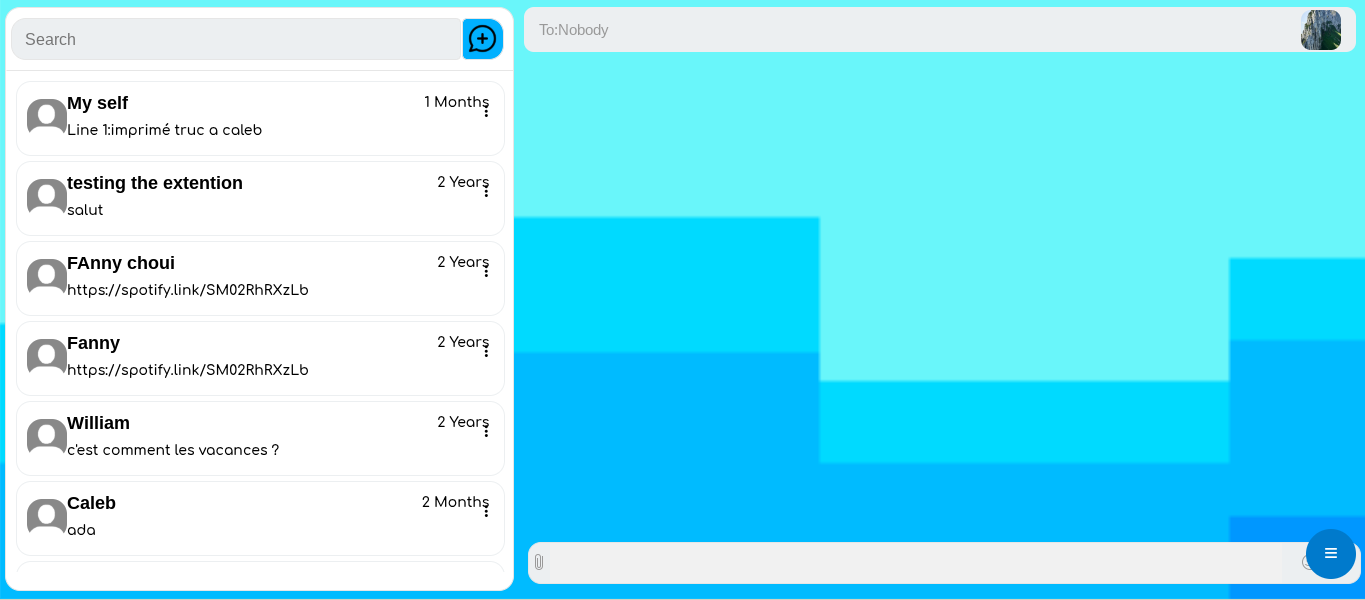 Search
To:Nobody
My self
1 Months
Line 1:imprimé truc a caleb
testing the extention
2 Years
salut
FAnny choui
2 Years
https://spotify.link/SM02RhRXzLb
Fanny
2 Years
https://spotify.link/SM02RhRXzLb
William
2 Years
c'est comment les vacances ?
Caleb
2 Months
ada